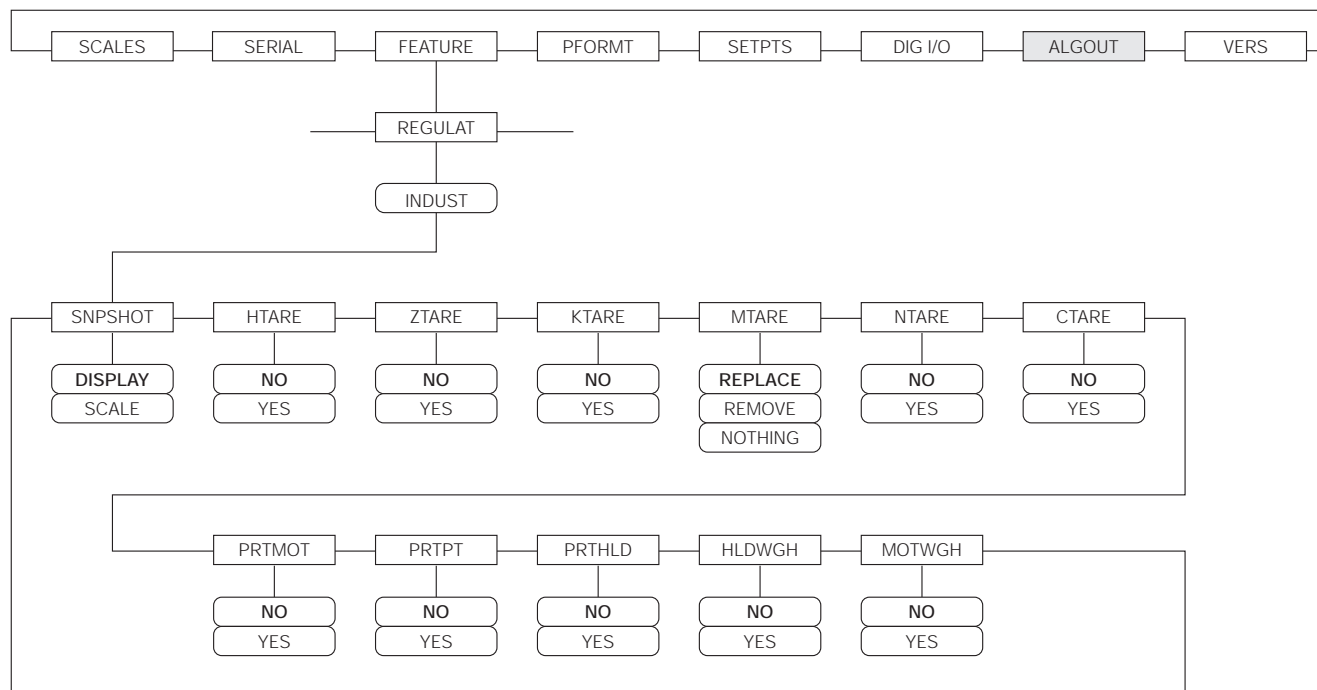 SCALES SERIAL FEATURE PFORMT SETPTS DIG I/O ALGOUT VERS
REGULAT
INDUST
SNPSHOT HTARE ZTARE KTARE MTARE NTARE CTARE
DISPLAY NO NO NO REPLACE NO NO
SCALE YES YES YES REMOVE YES YES
NOTHING
PRTMOT PRTPT PRTHLD HLDWGH MOTWGH
NO NO NO NO NO
YES YES YES YES YES